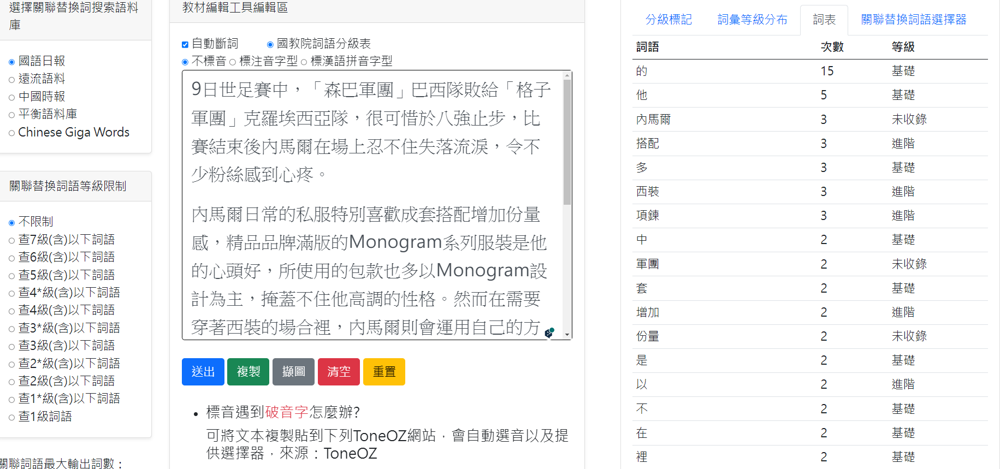 選擇關聯替換詞搜索語料
庫
國語日報
遠流語料
中國時報
平衡語料庫
Chinese Giga Words
關聯替換詞語等級限制
不限制
查7級(含)以下詞語
查6級(含)以下詞語
查5級(含)以下詞語
查4*級(含)以下詞語
查4級(含)以下詞語
查3*級(含)以下詞語
查3級(含)以下詞語
查2*級(含)以下詞語
查2級(含)以下詞語
查1*級(含)以下詞語
查1級詞語
關聯詞語最大輸出詞數：
教材編輯工具編輯區
自動斷詞 國教院詞語分級表
不標音 標注音字型 標漢語拼音字型
9日世足賽中，「森巴軍團」巴西隊敗給「格子
軍團」克羅埃西亞隊，很可惜於八強止步，比
賽結束後內馬爾在場上忍不住失落流淚，令不
少粉絲感到心疼。
內馬爾日常的私服特別喜歡成套搭配增加份量
感，精品品牌滿版的Monogram系列服裝是他
的心頭好，所使用的包款也多以Monogram設
計為主，掩蓋不住他高調的性格。然而在需要
穿著西裝的場合裡，內馬爾則會運用自己的方
送出 複製 擷圖 清空 重置
標音遇到破音字怎麼辦?
可將文本複製貼到下列ToneOZ網站，會自動選音以及提
供選擇器，來源：ToneOZ
分級標記 詞彙等級分布 詞表 關聯替換詞語選擇器
詞語 次數 等級
的 15 基礎
他 5 基礎
內馬爾 3 未收錄
搭配 3 進階
多 3 基礎
西裝 3 進階
項鍊 3 進階
中 2 基礎
軍團 2 未收錄
套 2 基礎
增加 2 進階
份量 2 未收錄
是 2 基礎
以 2 進階
不 2 基礎
在 2 基礎
裡 2 基礎